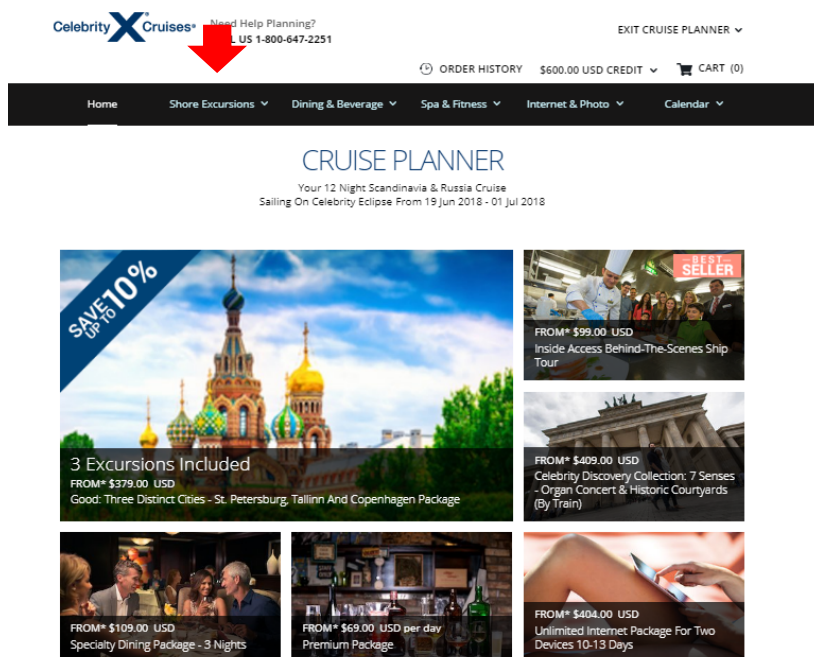 Celebrity X Cruises®
Need Help Planning?
US 1-800-647-2251
EXIT CRUISE PLANNER
ORDER HISTORY
$600.00 USD CREDIT
CART (0)
Home
Shore Excursions
Dining & Beverage
Spa & Fitness
Internet & Photo
Calendar
CRUISE PLANNER
Your 12 Night Scandinavia & Russia Cruise
Sailing On Celebrity Eclipse From 19 Jun 2018 - 01 Jul 2018
SAVE
UP TO
10%
3 Excursions Included
FROM* $379.00 USD
Good: Three Distinct Cities - St. Petersburg, Tallinn And Copenhagen Package
BEST
SELLER
FROM* $99.00 USD
Inside Access Behind-The-Scenes Ship
Tour
FROM* $409.00 USD
Celebrity Discovery Collection: 7 Senses
- Organ Concert & Historic Courtyards
(By Train)
FROM* $109.00 USD
Specialty Dining Package - 3 Nights
FROM* $69.00 USD per day
Premium Package
FROM* $404.00 USD
Unlimited Internet Package For Two
Devices 10-13 Days